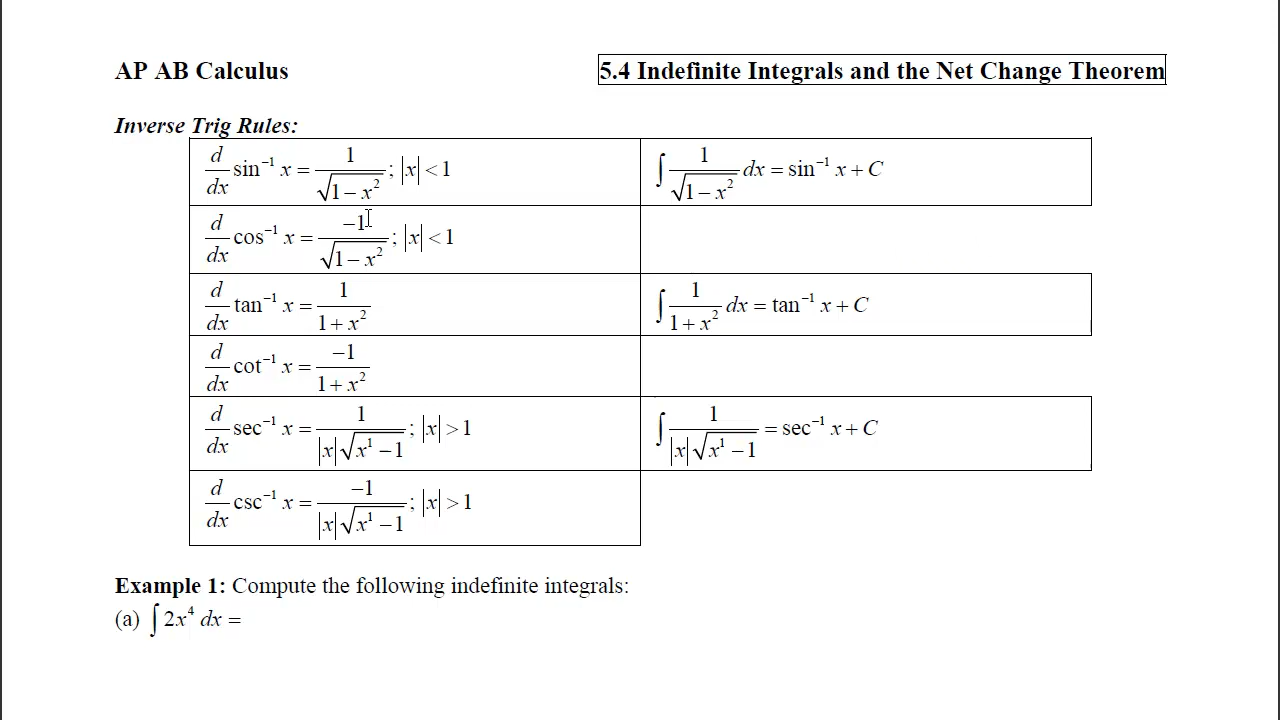 AP AB Calculus 5.4 Indefinite Integrals and the Net Change Theorem
Inverse Trig Rules:
d/dx sin⁻¹ x = 1/√(1 − x²) ; |x| < 1 ∫ 1/√(1 − x²) dx = sin⁻¹ x + C
d/dx cos⁻¹ x = −1/√(1 − x²) ; |x| < 1
d/dx tan⁻¹ x = 1/(1 + x²) ∫ 1/(1 + x²) dx = tan⁻¹ x + C
d/dx cot⁻¹ x = −1/(1 + x²)
d/dx sec⁻¹ x = 1/(|x|√(x¹ − 1)) ; |x| > 1 ∫ 1/(|x|√(x¹ − 1)) = sec⁻¹ x + C
d/dx csc⁻¹ x = −1/(|x|√(x¹ − 1)) ; |x| > 1
Example 1: Compute the following indefinite integrals:
(a) ∫ 2x⁴ dx =